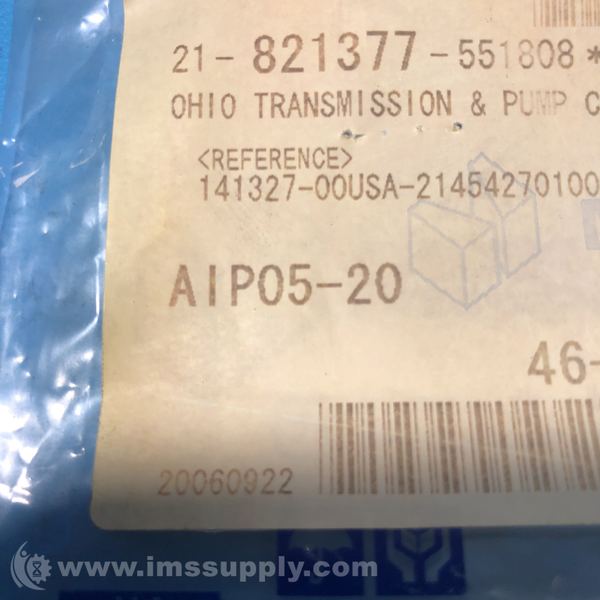 21-821377-551808*
OHIO TRANSMISSION & PUMP C
<REFERENCE>
141327-00USA-21454270100
AIP05-20
46-
20060922
www.imssupply.com